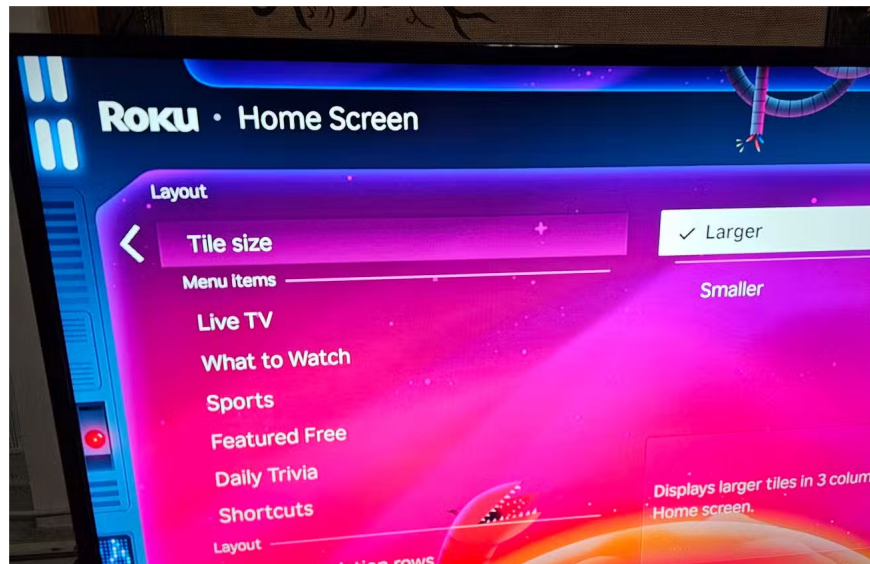 Roku • Home Screen
Layout
Tile size
Larger
Menu items
Smaller
Live TV
What to Watch
Sports
Featured Free
Daily Trivia
Shortcuts
Displays larger tiles in 3
Home screen.
Layout
rows